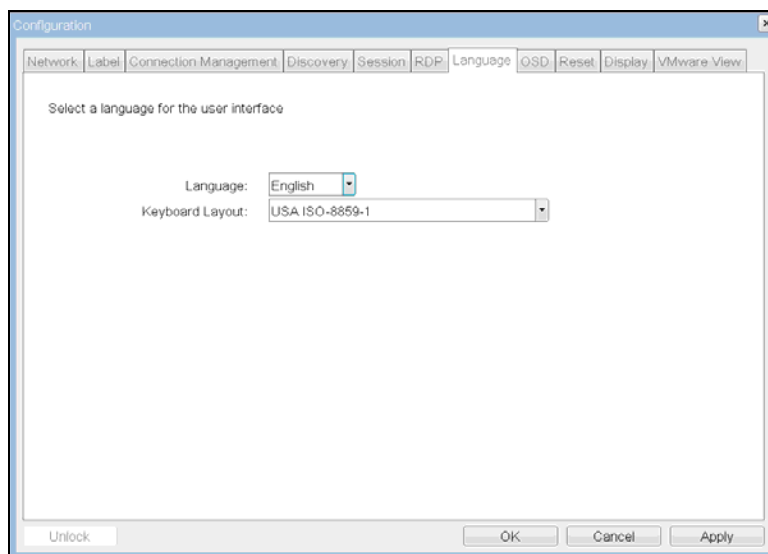 Configuration
Network Label Connection Management Discovery Session RDP Language OSD Reset Display VMware View
Select a language for the user interface
Language: English
Keyboard Layout: USA ISO-8859-1
Unlock OK Cancel Apply